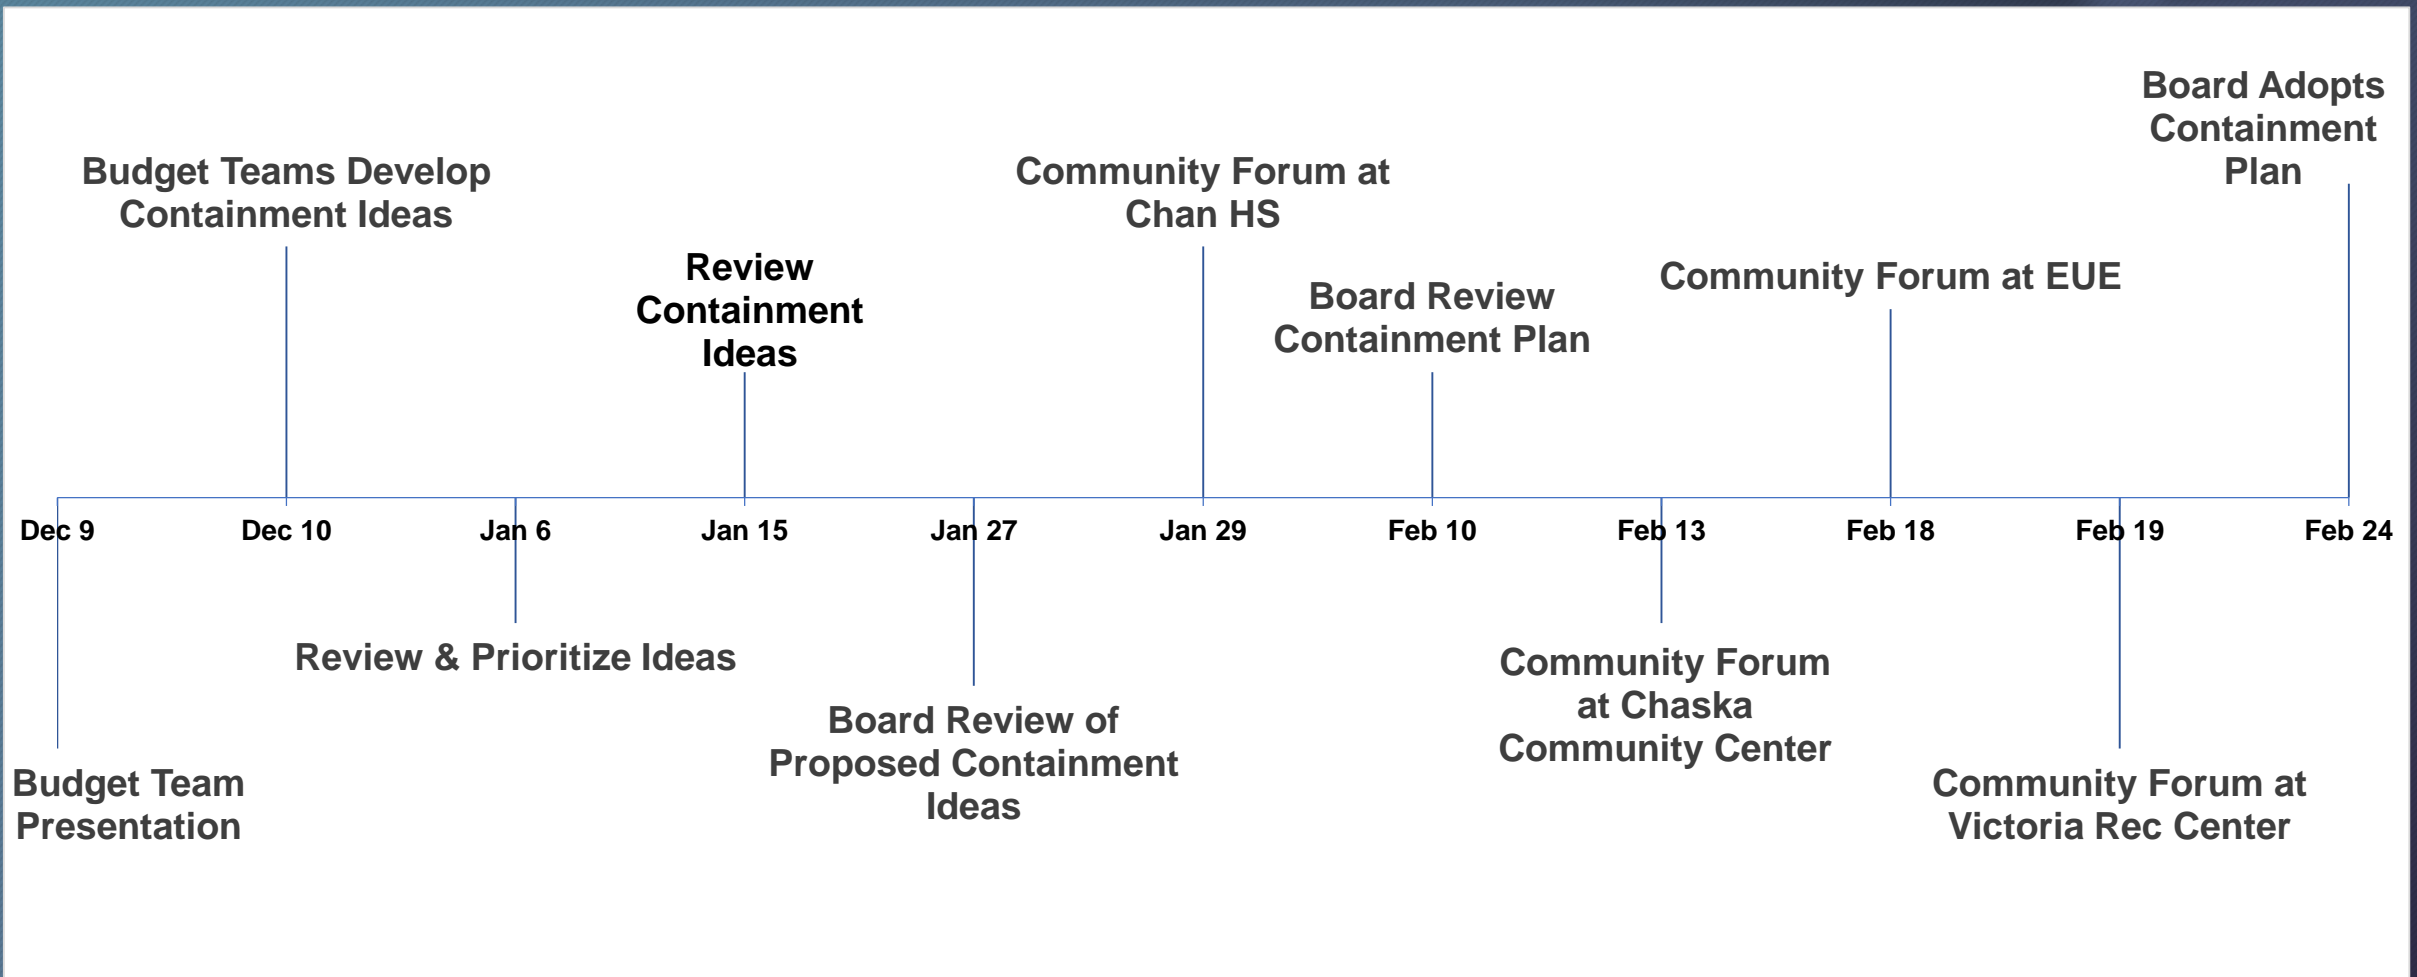 Board Adopts
Containment
Plan
Budget Teams Develop
Containment Ideas
Community Forum at
Chan HS
Review
Containment
Ideas
Community Forum at EUE
Board Review
Containment Plan
Dec 9
Dec 10
Jan 6
Jan 15
Jan 27
Jan 29
Feb 10
Feb 13
Feb 18
Feb 19
Feb 24
Review & Prioritize Ideas
Community Forum
at Chaska
Community Center
Board Review of
Proposed Containment
Ideas
Budget Team
Presentation
Community Forum at
Victoria Rec Center